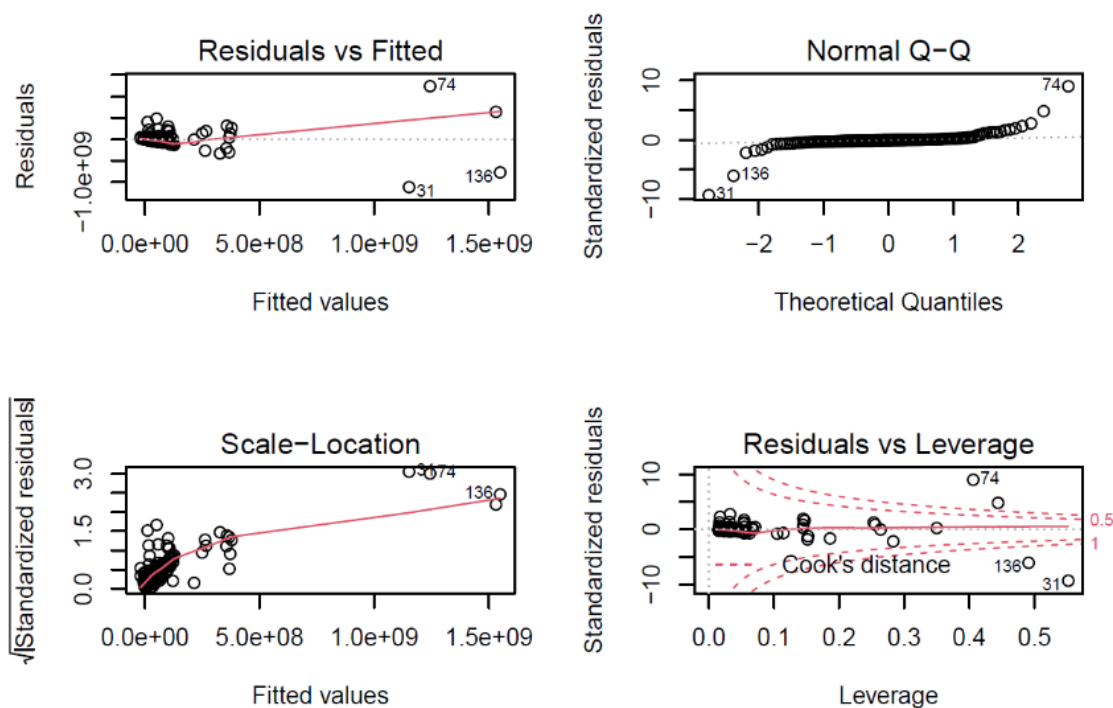 Residuals vs Fitted
Residuals
−1.0e+09
74
136
31
0.0e+00 5.0e+08 1.0e+09 1.5e+09
Fitted values
Normal Q−Q
Standardized residuals
−10 0 10
74
136
31
−2 −1 0 1 2
Theoretical Quantiles
Scale−Location
√|Standardized residuals|
0.0 1.5 3.0
74
136
0.0e+00 5.0e+08 1.0e+09 1.5e+09
Fitted values
Residuals vs Leverage
Standardized residuals
−10 0 10
74
0.5
1
Cook's distance
136
31
0.0 0.1 0.2 0.3 0.4 0.5
Leverage